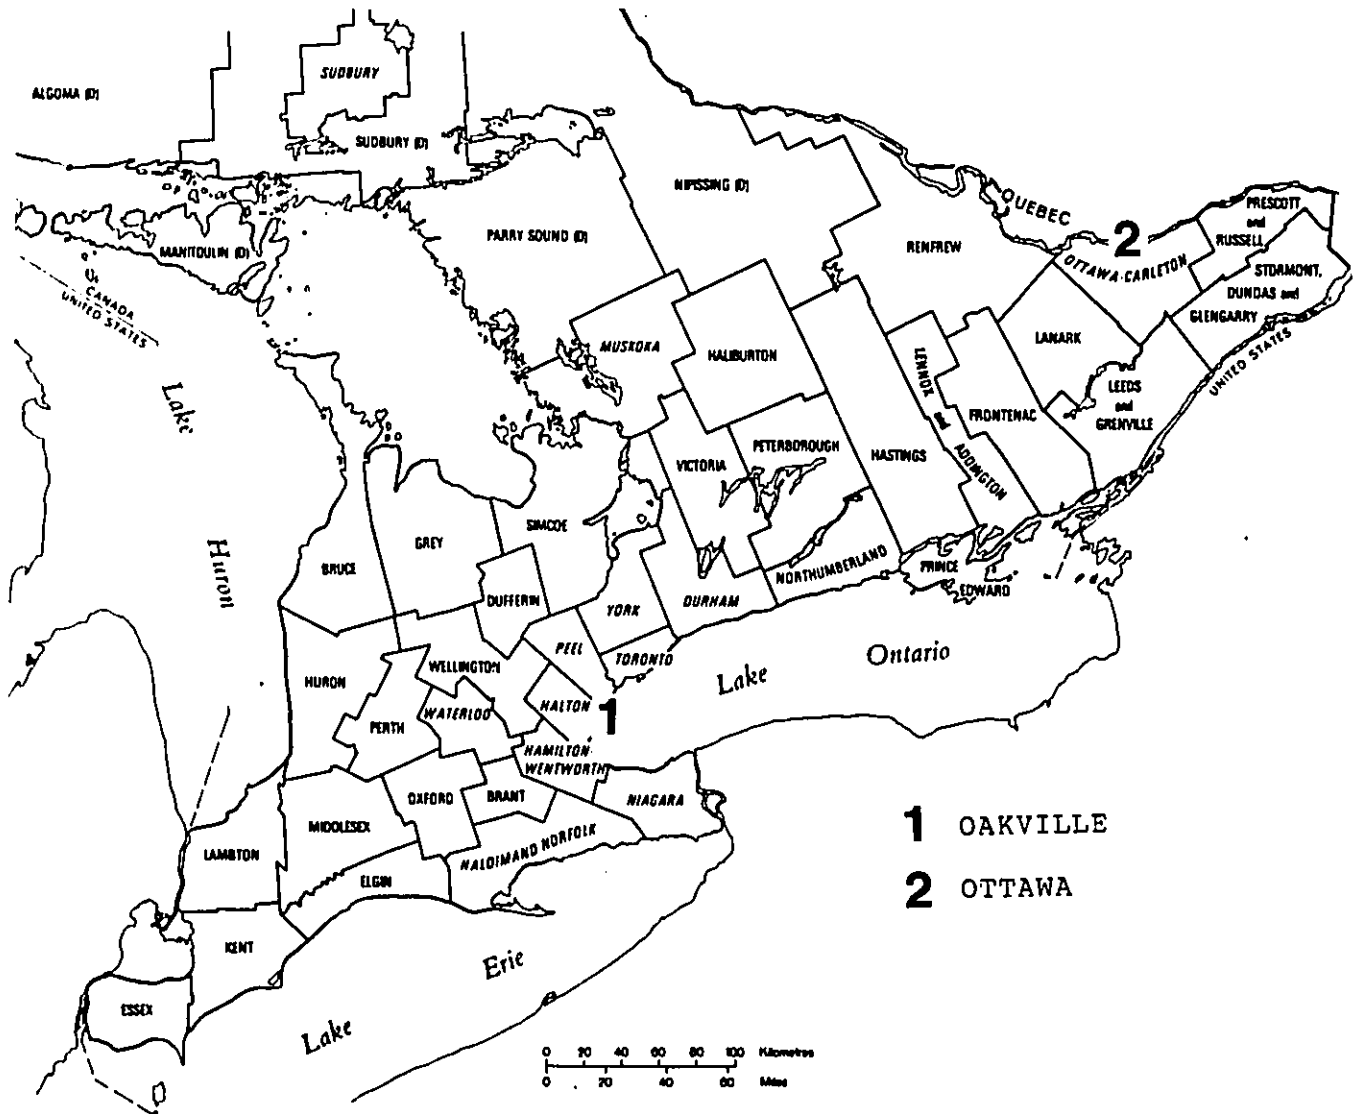 SUDBURY
ALGOMA (D)
SUDBURY (D)
NIPISSING (D)
QUEBEC
PRESCOTT
and
RUSSELL
2
OTTAWA-CARLETON
PARRY SOUND (D)
MANITOULIN (D)
RENFREW
STORMONT,
DUNDAS and
GLENGARRY
CANADA
UNITED STATES
MUSKOKA
HALIBURTON
LANARK
UNITED STATES
LENNOX and ADDINGTON
LEEDS
and
GRENVILLE
FRONTENAC
Lake Huron
VICTORIA
PETERBOROUGH
HASTINGS
SIMCOE
GREY
BRUCE
NORTHUMBERLAND
PRINCE
EDWARD
DUFFERIN
YORK
DURHAM
PEEL
TORONTO
Lake Ontario
WELLINGTON
HURON
HALTON
1
WATERLOO
PERTH
HAMILTON-
WENTWORTH
OXFORD
BRANT
NIAGARA
MIDDLESEX
HALDIMAND NORFOLK
LAMBTON
ELGIN
1 OAKVILLE
2 OTTAWA
KENT
Lake Erie
ESSEX
0 20 40 60 80 100 Kilometres
0 20 40 60 Miles